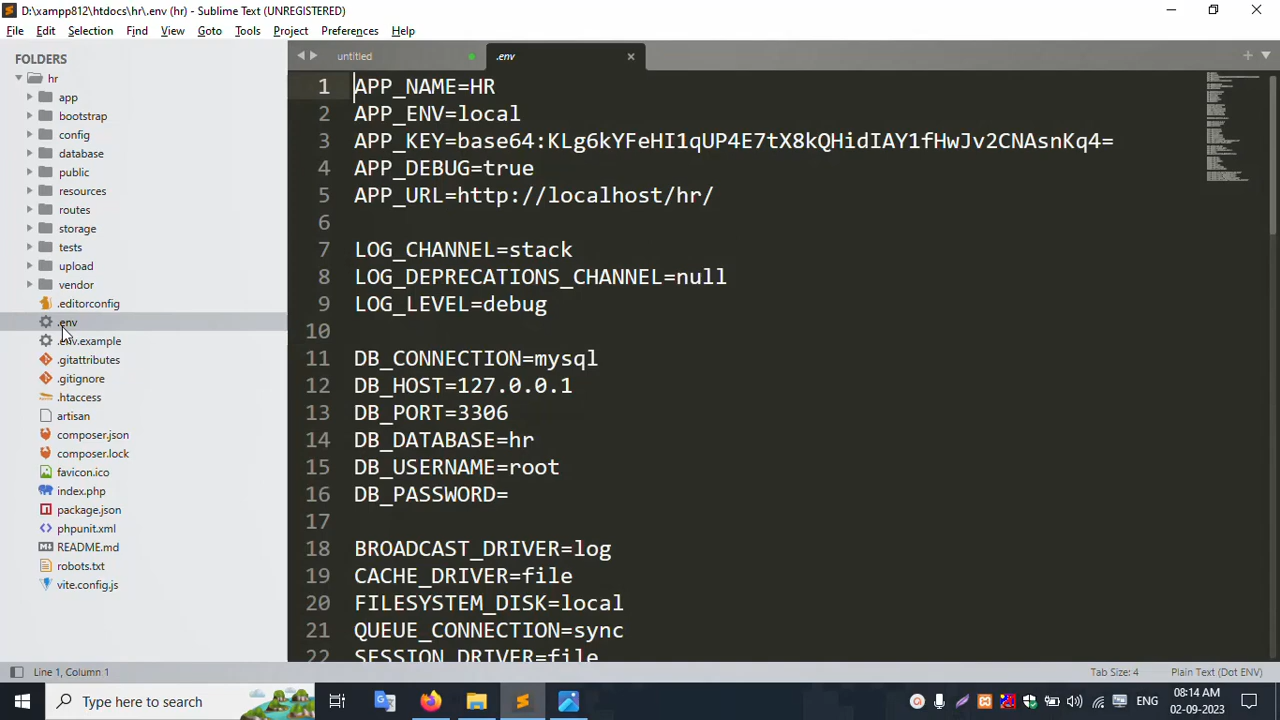 D:\xampp812\htdocs\hr\.env (hr) - Sublime Text (UNREGISTERED)
File Edit Selection Find View Goto Tools Project Preferences Help
FOLDERS
hr
app
bootstrap
config
database
public
resources
routes
storage
tests
upload
vendor
.editorconfig
.env
.env.example
.gitattributes
.gitignore
.htaccess
artisan
composer.json
composer.lock
favicon.ico
index.php
package.json
phpunit.xml
README.md
robots.txt
vite.config.js
untitled .env
1 APP_NAME=HR
2 APP_ENV=local
3 APP_KEY=base64:KLg6kYFeHI1qUP4E7tX8kQHidIAY1fHwJv2CNAsnKq4=
4 APP_DEBUG=true
5 APP_URL=http://localhost/hr/
6
7 LOG_CHANNEL=stack
8 LOG_DEPRECATIONS_CHANNEL=null
9 LOG_LEVEL=debug
10
11 DB_CONNECTION=mysql
12 DB_HOST=127.0.0.1
13 DB_PORT=3306
14 DB_DATABASE=hr
15 DB_USERNAME=root
16 DB_PASSWORD=
17
18 BROADCAST_DRIVER=log
19 CACHE_DRIVER=file
20 FILESYSTEM_DISK=local
21 QUEUE_CONNECTION=sync
22 SESSION_DRIVER=file
Line 1, Column 1 Tab Size: 4 Plain Text (Dot ENV)
Type here to search ENG 08:14 AM
02-09-2023